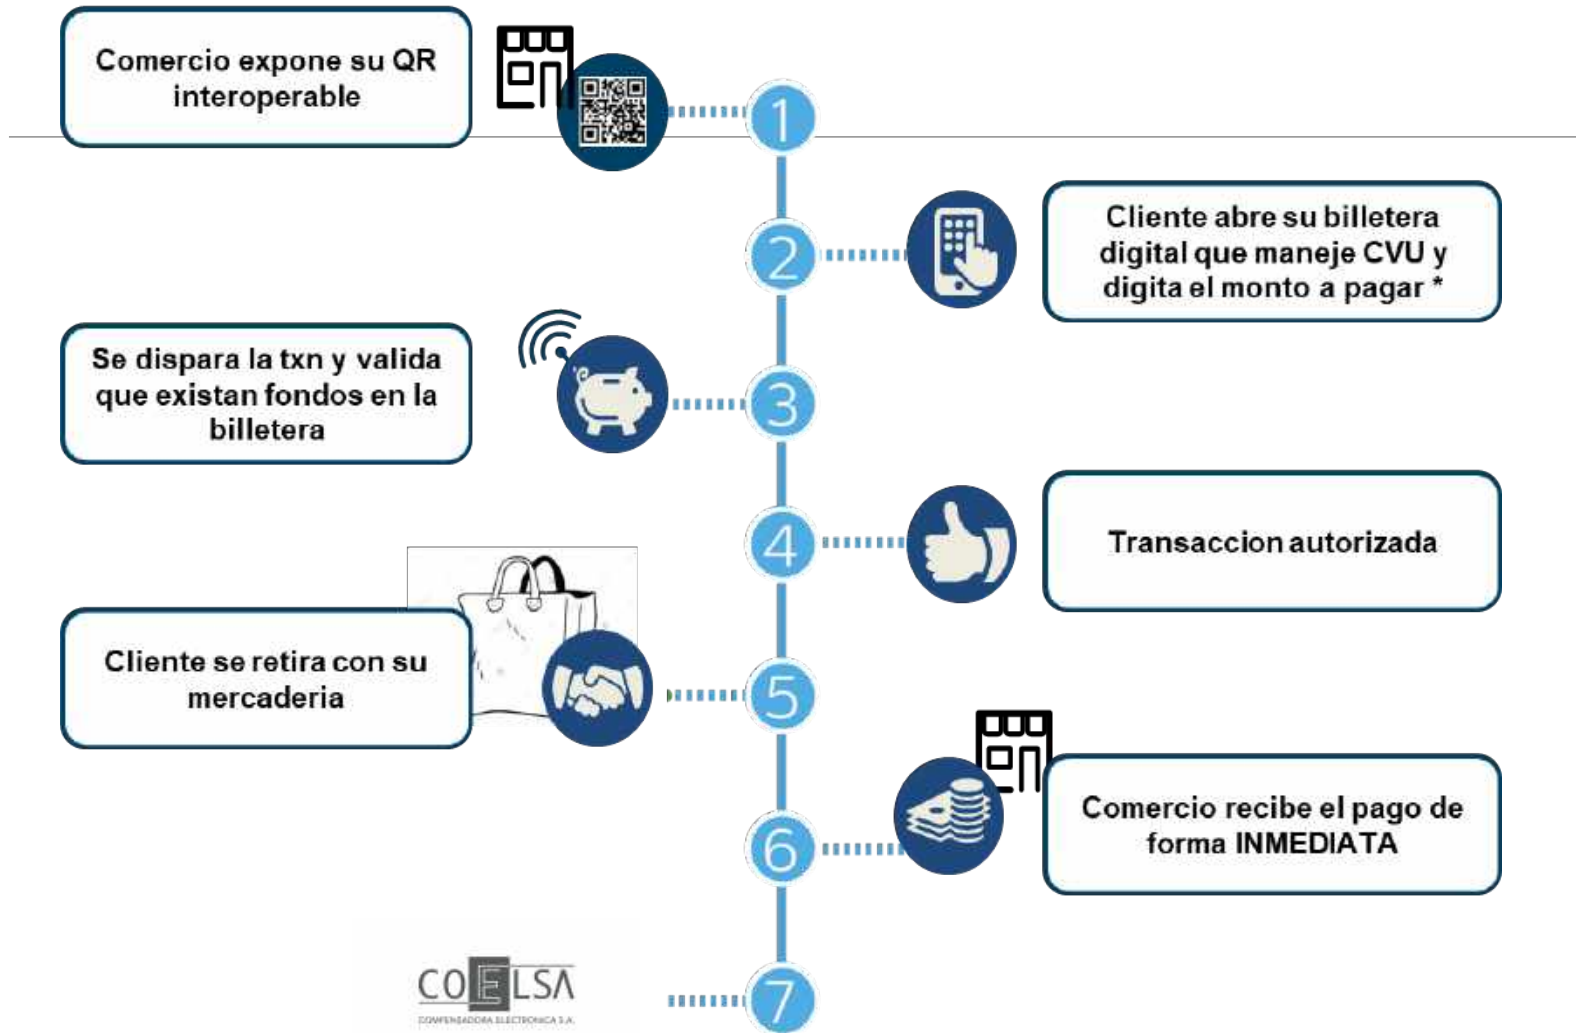 Comercio expone su QR
interoperable
1
2
Cliente abre su billetera
digital que maneje CVU y
digita el monto a pagar *
Se dispara la txn y valida
que existan fondos en la
billetera
3
4
Transaccion autorizada
Cliente se retira con su
mercaderia
5
6
Comercio recibe el pago de
forma INMEDIATA
COELSA
COMPENSADORA ELECTRONICA S.A.
7